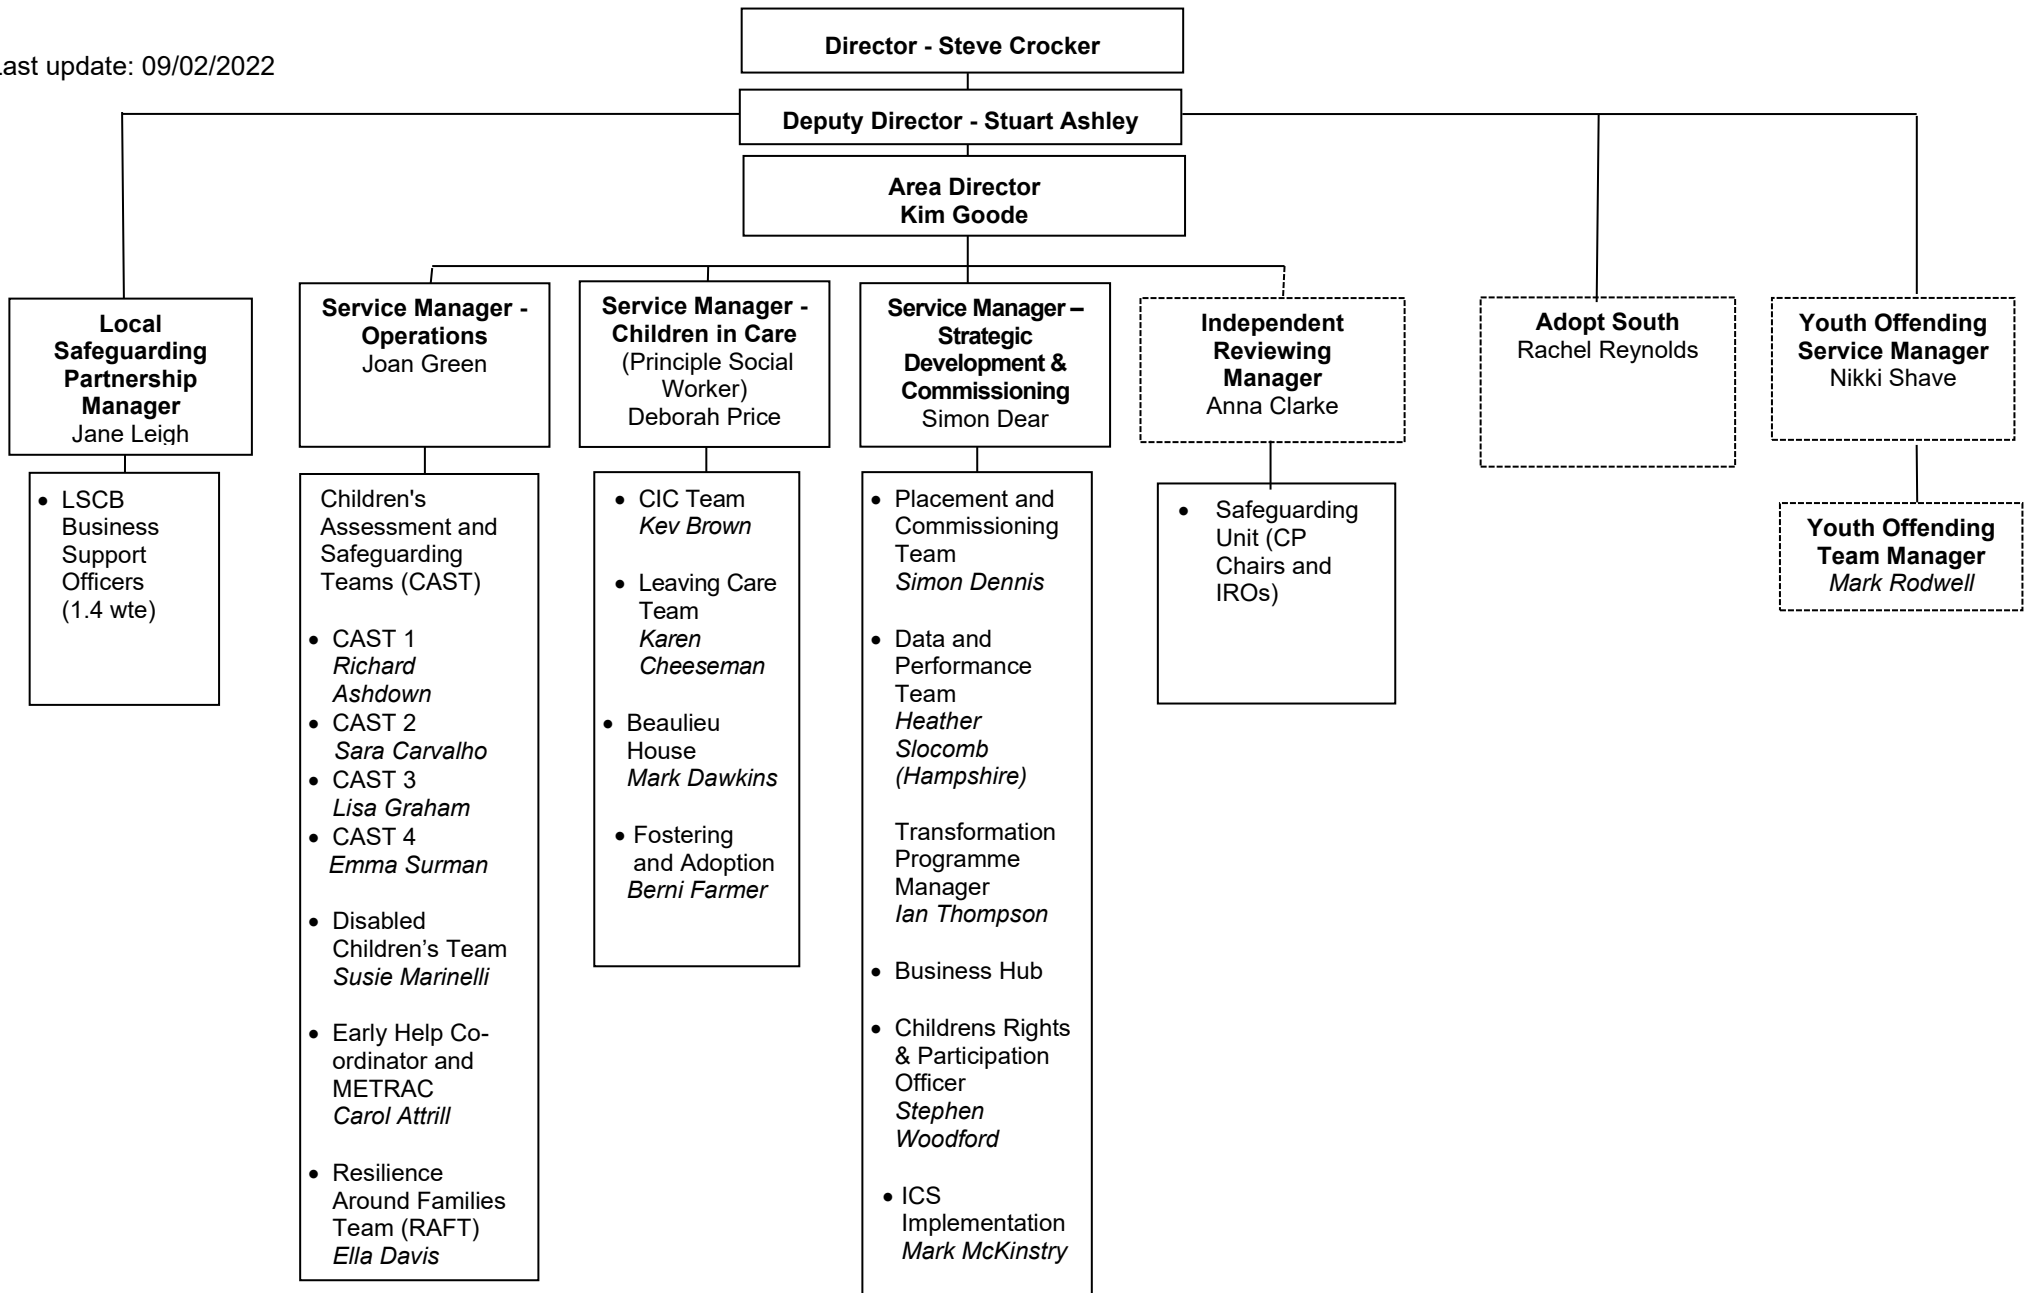 Last update: 09/02/2022
Director - Steve Crocker
Deputy Director - Stuart Ashley
Area Director
Kim Goode
Local
Safeguarding
Partnership
Manager
Jane Leigh
• LSCB
Business
Support
Officers
(1.4 wte)
Service Manager -
Operations
Joan Green
Children's
Assessment and
Safeguarding
Teams (CAST)
• CAST 1
Richard
Ashdown
• CAST 2
Sara Carvalho
• CAST 3
Lisa Graham
• CAST 4
Emma Surman
• Disabled
Children’s Team
Susie Marinelli
• Early Help Co-
ordinator and
METRAC
Carol Attrill
• Resilience
Around Families
Team (RAFT)
Ella Davis
Service Manager -
Children in Care
(Principle Social
Worker)
Deborah Price
• CIC Team
Kev Brown
• Leaving Care
Team
Karen
Cheeseman
• Beaulieu
House
Mark Dawkins
• Fostering
and Adoption
Berni Farmer
Service Manager –
Strategic
Development &
Commissioning
Simon Dear
• Placement and
Commissioning
Team
Simon Dennis
• Data and
Performance
Team
Heather
Slocomb
(Hampshire)
Transformation
Programme
Manager
Ian Thompson
• Business Hub
• Childrens Rights
& Participation
Officer
Stephen
Woodford
• ICS
Implementation
Mark McKinstry
Independent
Reviewing
Manager
Anna Clarke
• Safeguarding
Unit (CP
Chairs and
IROs)
Adopt South
Rachel Reynolds
Youth Offending
Service Manager
Nikki Shave
Youth Offending
Team Manager
Mark Rodwell